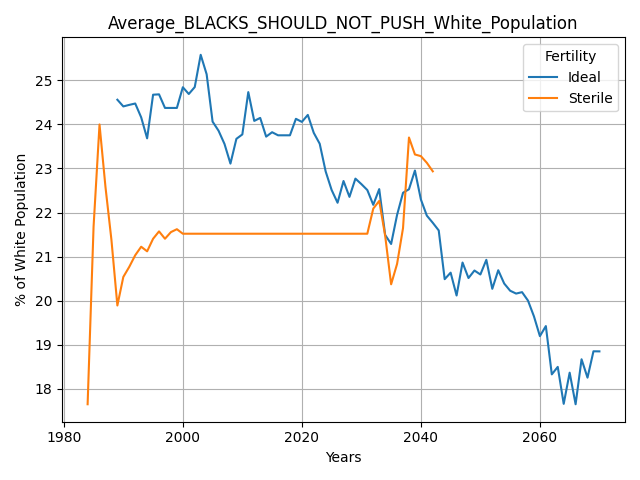 Average_BLACKS_SHOULD_NOT_PUSH_White_Population
Fertility
Ideal
Sterile
% of White Population
25
24
23
22
21
20
19
18
1980
2000
2020
2040
2060
Years